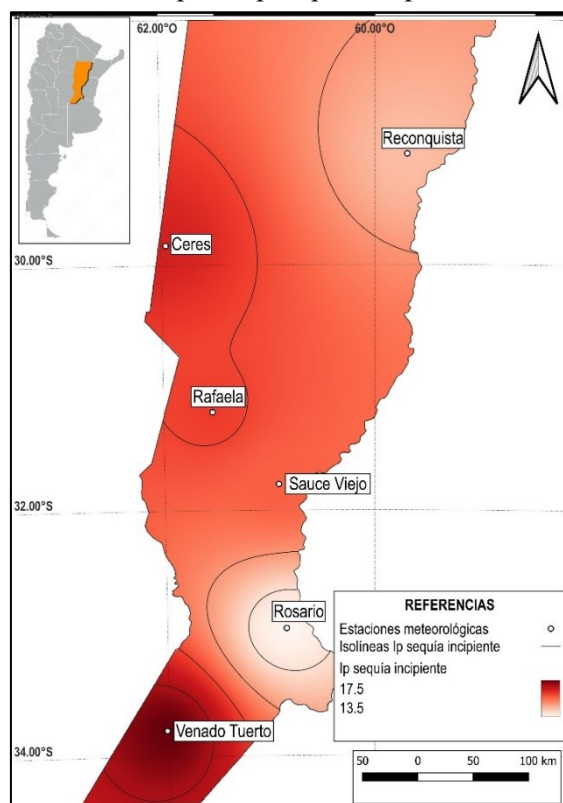 62.00°W
60.00°W
Reconquista
Ceres
30.00°S
Rafaela
Sauce Viejo
32.00°S
Rosario
Venado Tuerto
34.00°S
REFERENCIAS
Estaciones meteorológicas
Isolíneas Ip sequía incipiente
Ip sequía incipiente
17.5
13.5
50 0 50 100 km